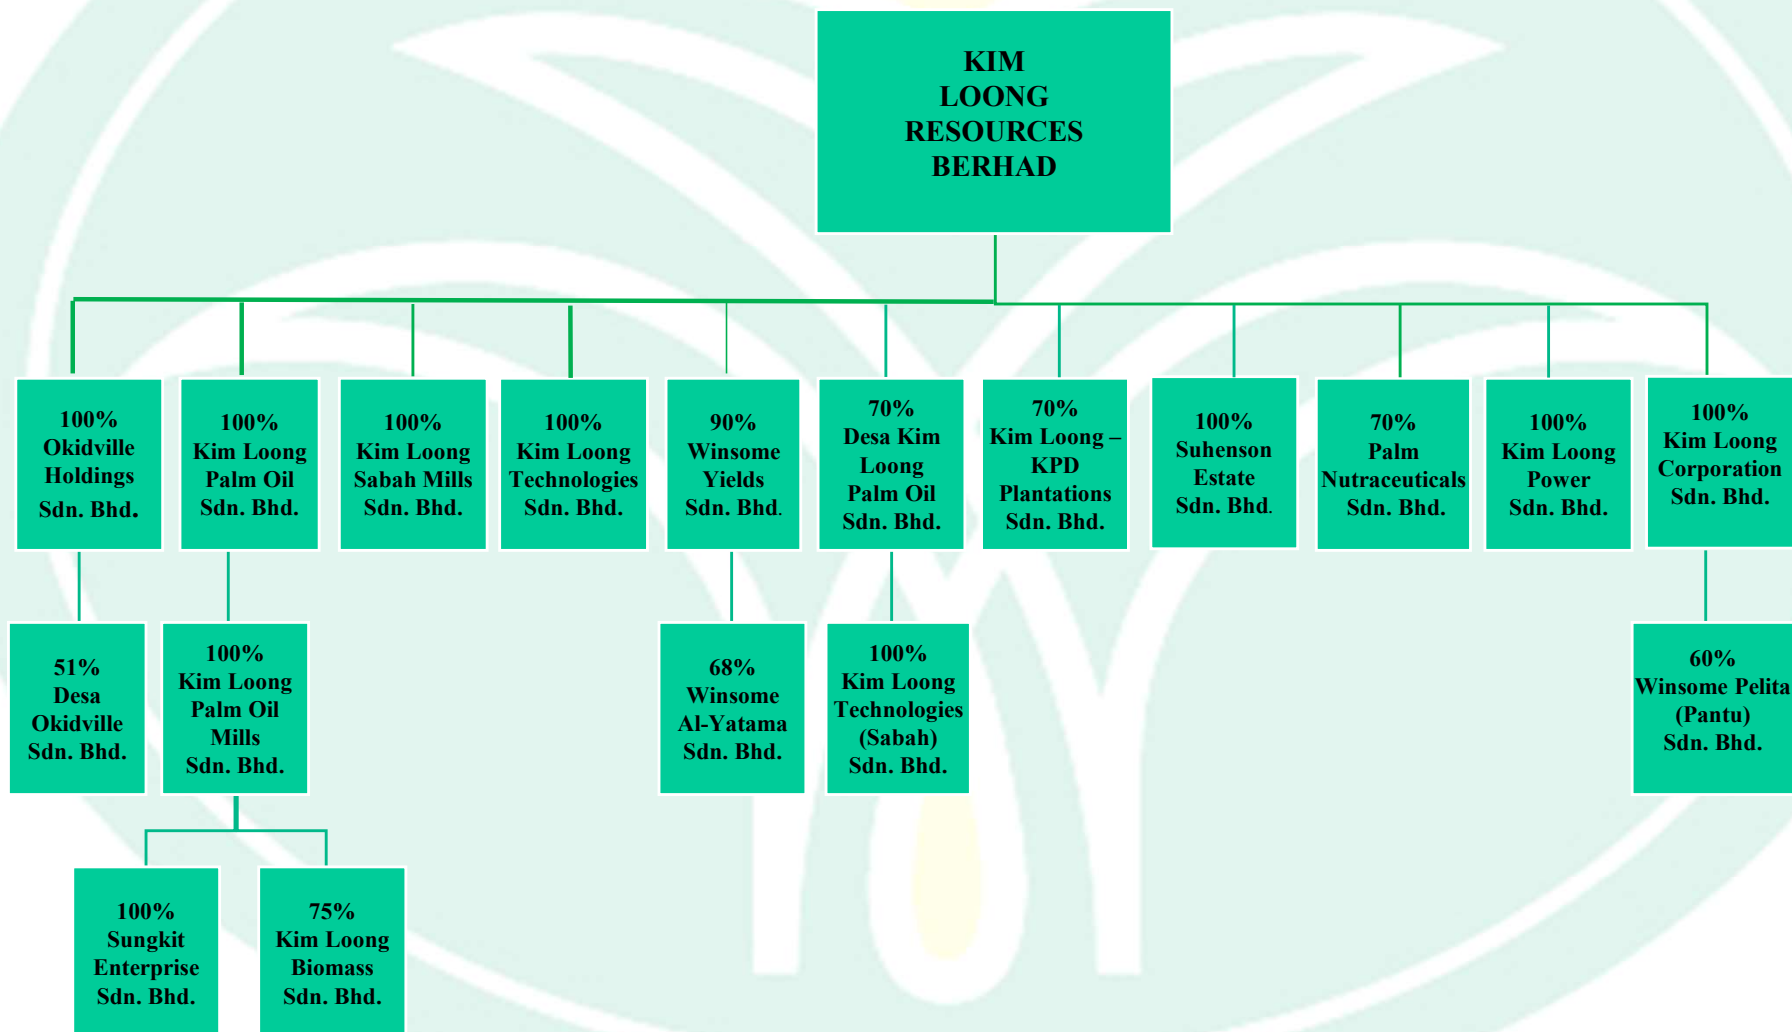 KIM
LOONG
RESOURCES
BERHAD
100%
Okidville
Holdings
Sdn. Bhd.
100%
Kim Loong
Palm Oil
Sdn. Bhd.
100%
Kim Loong
Sabah Mills
Sdn. Bhd.
100%
Kim Loong
Technologies
Sdn. Bhd.
90%
Winsome
Yields
Sdn. Bhd.
70%
Desa Kim
Loong
Palm Oil
Sdn. Bhd.
70%
Kim Loong –
KPD
Plantations
Sdn. Bhd.
100%
Suhenson
Estate
Sdn. Bhd.
70%
Palm
Nutraceuticals
Sdn. Bhd.
100%
Kim Loong
Power
Sdn. Bhd.
100%
Kim Loong
Corporation
Sdn. Bhd.
51%
Desa
Okidville
Sdn. Bhd.
100%
Kim Loong
Palm Oil
Mills
Sdn. Bhd.
68%
Winsome
Al-Yatama
Sdn. Bhd.
100%
Kim Loong
Technologies
(Sabah)
Sdn. Bhd.
60%
Winsome Pelita
(Pantu)
Sdn. Bhd.
100%
Sungkit
Enterprise
Sdn. Bhd.
75%
Kim Loong
Biomass
Sdn. Bhd.